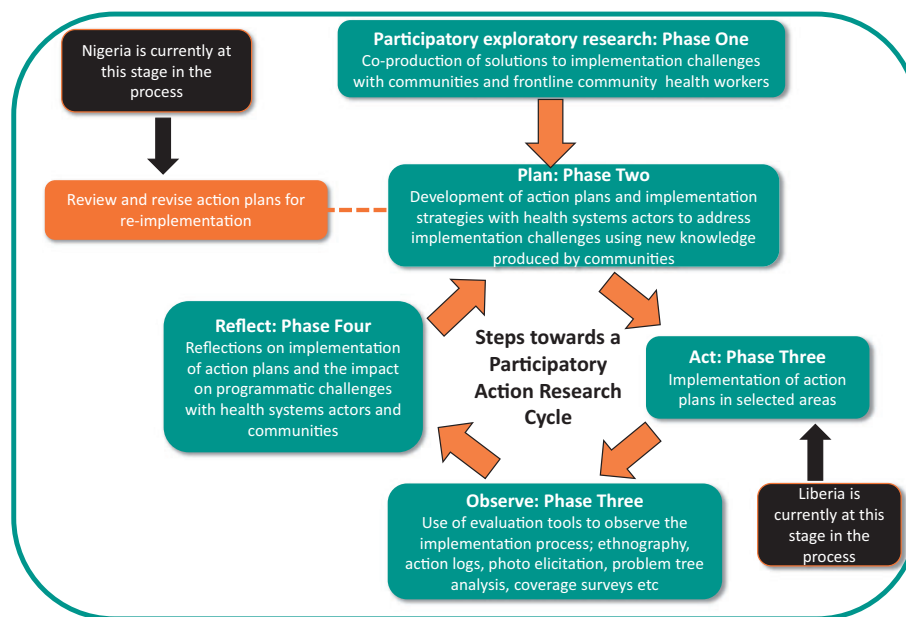 Nigeria is currently at
this stage in the
process
Participatory exploratory research: Phase One
Co-production of solutions to implementation challenges
with communities and frontline community health workers
Review and revise action plans for
re-implementation
Plan: Phase Two
Development of action plans and implementation
strategies with health systems actors to address
implementation challenges using new knowledge
produced by communities
Reflect: Phase Four
Reflections on implementation
of action plans and the impact
on programmatic challenges
with health systems actors and
communities
Steps towards a
Participatory
Action Research
Cycle
Act: Phase Three
Implementation of action
plans in selected areas
Observe: Phase Three
Use of evaluation tools to observe the
implementation process; ethnography,
action logs, photo elicitation, problem tree
analysis, coverage surveys etc
Liberia is
currently at this
stage in the
process